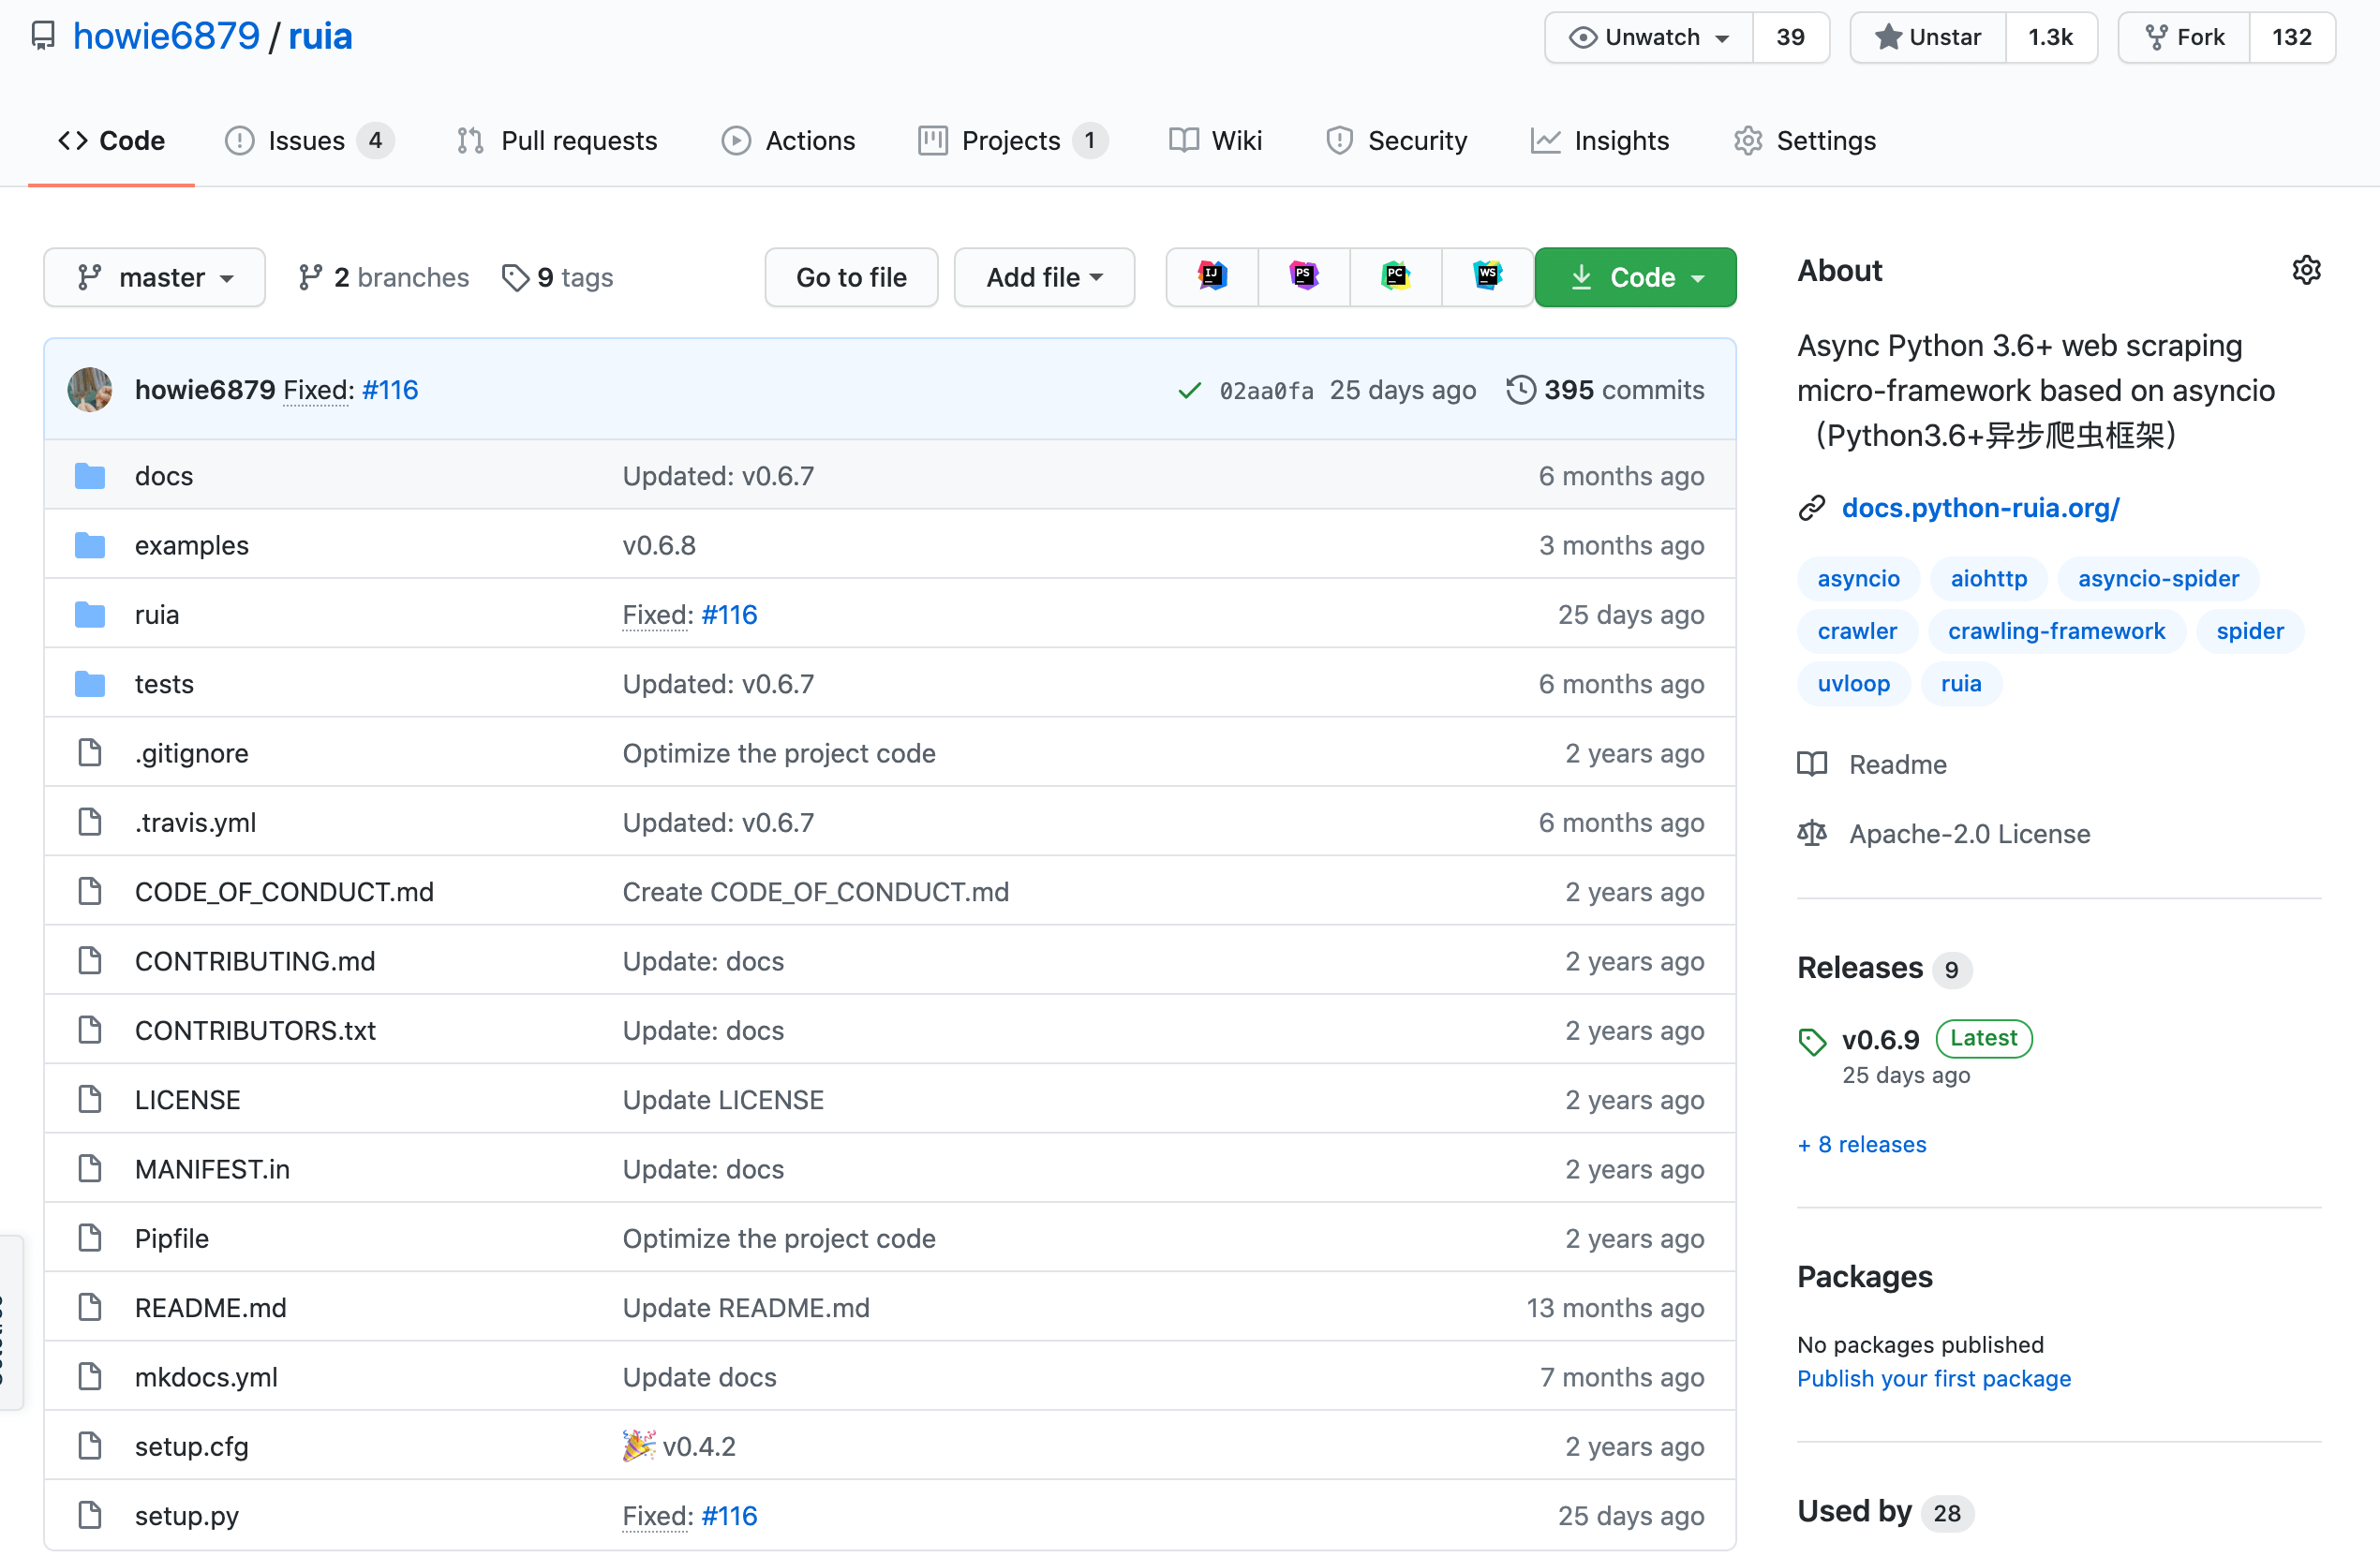 howie6879 / ruia
Unwatch 39 Unstar 1.3k Fork 132
Code Issues 4 Pull requests Actions Projects 1 Wiki Security Insights Settings
master 2 branches 9 tags Go to file Add file IJ PS PC WS Code
howie6879 Fixed: #116 02aa0fa 25 days ago 395 commits
docs Updated: v0.6.7 6 months ago
examples v0.6.8 3 months ago
ruia Fixed: #116 25 days ago
tests Updated: v0.6.7 6 months ago
.gitignore Optimize the project code 2 years ago
.travis.yml Updated: v0.6.7 6 months ago
CODE_OF_CONDUCT.md Create CODE_OF_CONDUCT.md 2 years ago
CONTRIBUTING.md Update: docs 2 years ago
CONTRIBUTORS.txt Update: docs 2 years ago
LICENSE Update LICENSE 2 years ago
MANIFEST.in Update: docs 2 years ago
Pipfile Optimize the project code 2 years ago
README.md Update README.md 13 months ago
mkdocs.yml Update docs 7 months ago
setup.cfg 🎉 v0.4.2 2 years ago
setup.py Fixed: #116 25 days ago
About
Async Python 3.6+ web scraping
micro-framework based on asyncio
（Python3.6+异步爬虫框架）
docs.python-ruia.org/
asyncio aiohttp asyncio-spider
crawler crawling-framework spider
uvloop ruia
Readme
Apache-2.0 License
Releases 9
v0.6.9 Latest
25 days ago
+ 8 releases
Packages
No packages published
Publish your first package
Used by 28